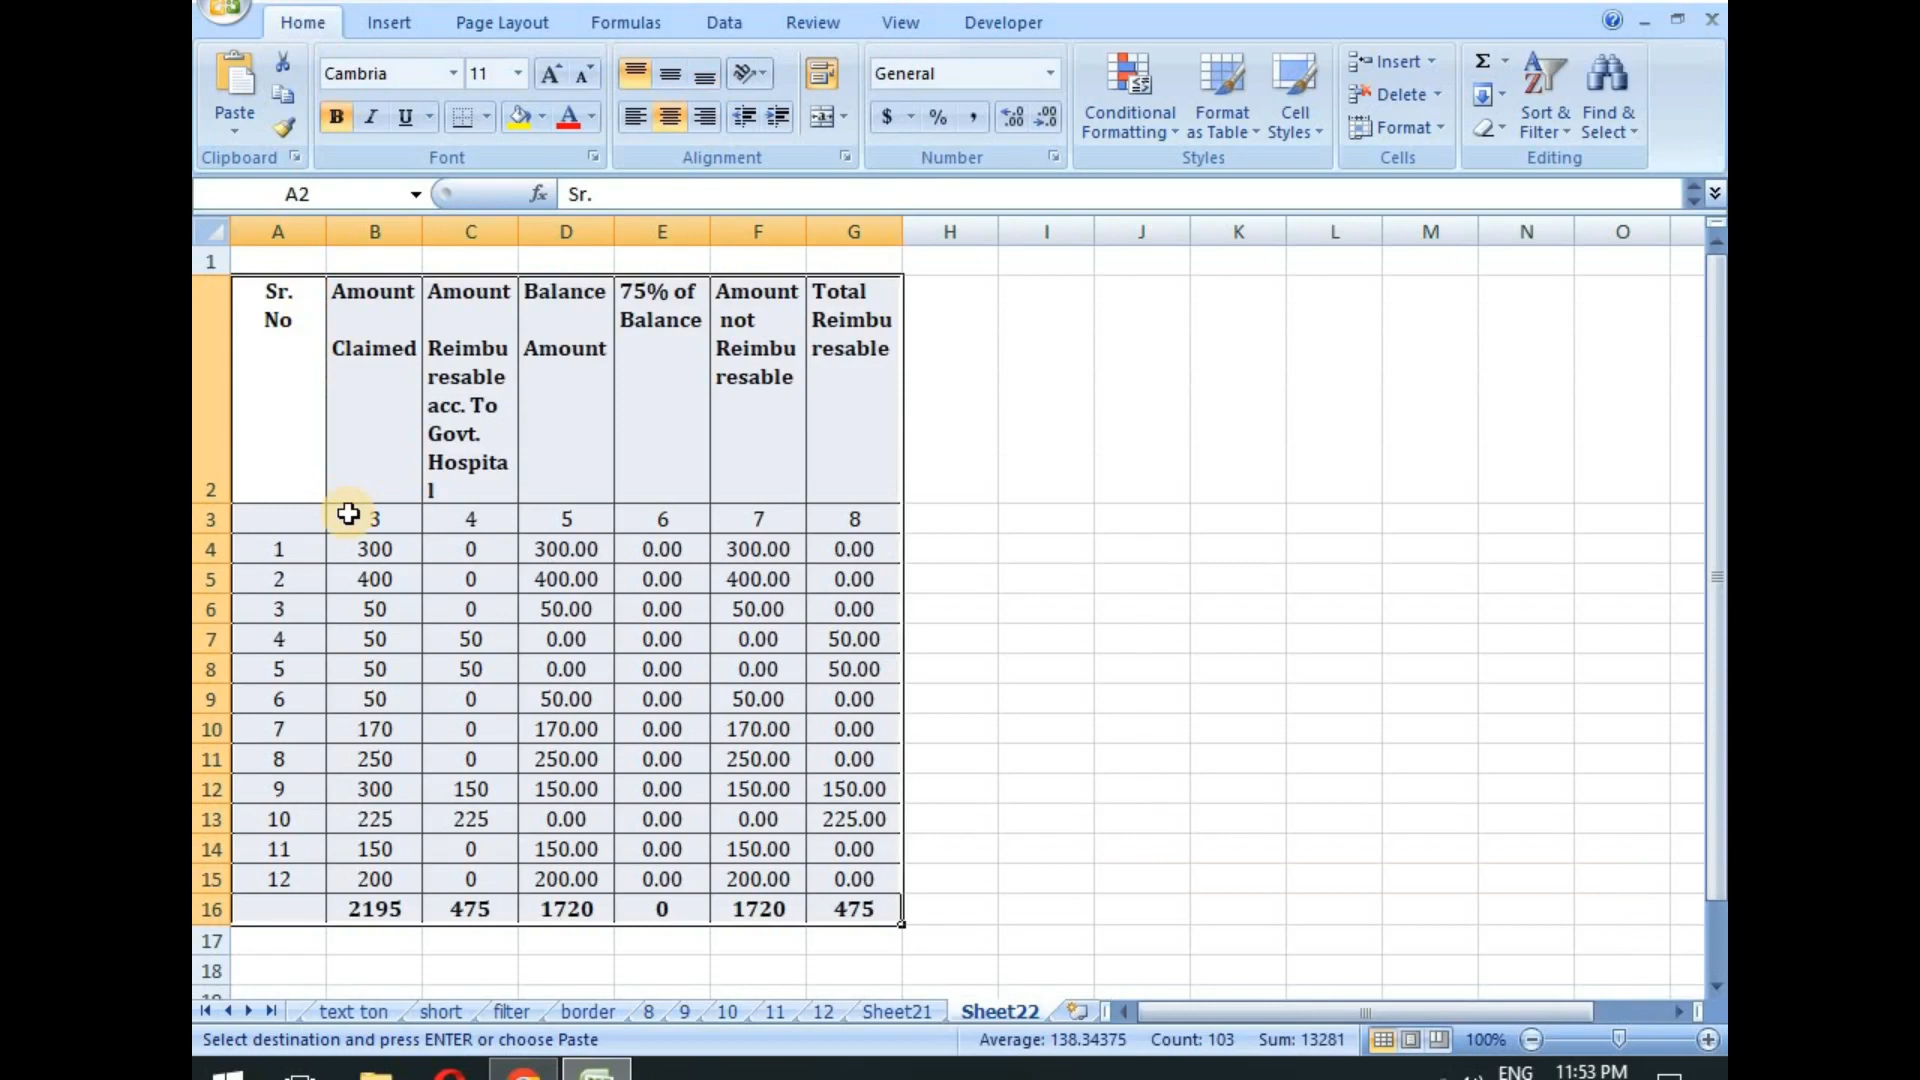 Home Insert Page Layout Formulas Data Review View Developer
Cambria 11 General
Paste
Conditional Formatting
Format as Table
Cell Styles
Insert
Delete
Format
Sort & Filter
Find & Select
Clipboard Font Alignment Number Styles Cells Editing
A2 fx Sr.
A B C D E F G H I J K L M N O
1
2 Sr. No Amount Claimed Amount Reimbu resable acc. To Govt. Hospita l Balance Amount 75% of Balance Amount not Reimbu resable Total Reimbu resable
3 3 4 5 6 7 8
4 1 300 0 300.00 0.00 300.00 0.00
5 2 400 0 400.00 0.00 400.00 0.00
6 3 50 0 50.00 0.00 50.00 0.00
7 4 50 50 0.00 0.00 0.00 50.00
8 5 50 50 0.00 0.00 0.00 50.00
9 6 50 0 50.00 0.00 50.00 0.00
10 7 170 0 170.00 0.00 170.00 0.00
11 8 250 0 250.00 0.00 250.00 0.00
12 9 300 150 150.00 0.00 150.00 150.00
13 10 225 225 0.00 0.00 0.00 225.00
14 11 150 0 150.00 0.00 150.00 0.00
15 12 200 0 200.00 0.00 200.00 0.00
16 2195 475 1720 0 1720 475
17
18
text ton short filter border 8 9 10 11 12 Sheet21 Sheet22
Select destination and press ENTER or choose Paste Average: 138.34375 Count: 103 Sum: 13281 100%
ENG 11:53 PM